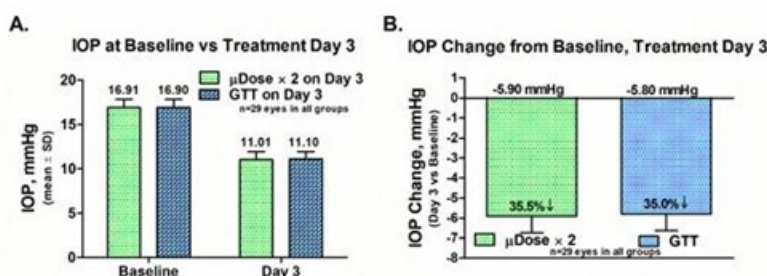 A.
IOP at Baseline vs Treatment Day 3
20
15
10
5
0
IOP, mmHg
(mean ± SD)
16.91 16.90
11.01 11.10
μDose × 2 on Day 3
GTT on Day 3
n=29 eyes in all groups
Baseline Day 3
B.
IOP Change from Baseline, Treatment Day 3
0
-1
-2
-3
-4
-5
-6
-7
-8
IOP Change, mmHg
(Day 3 vs Baseline)
-5.90 mmHg -5.80 mmHg
35.5%↓ 35.0%↓
μDose × 2 GTT
n=29 eyes in all groups